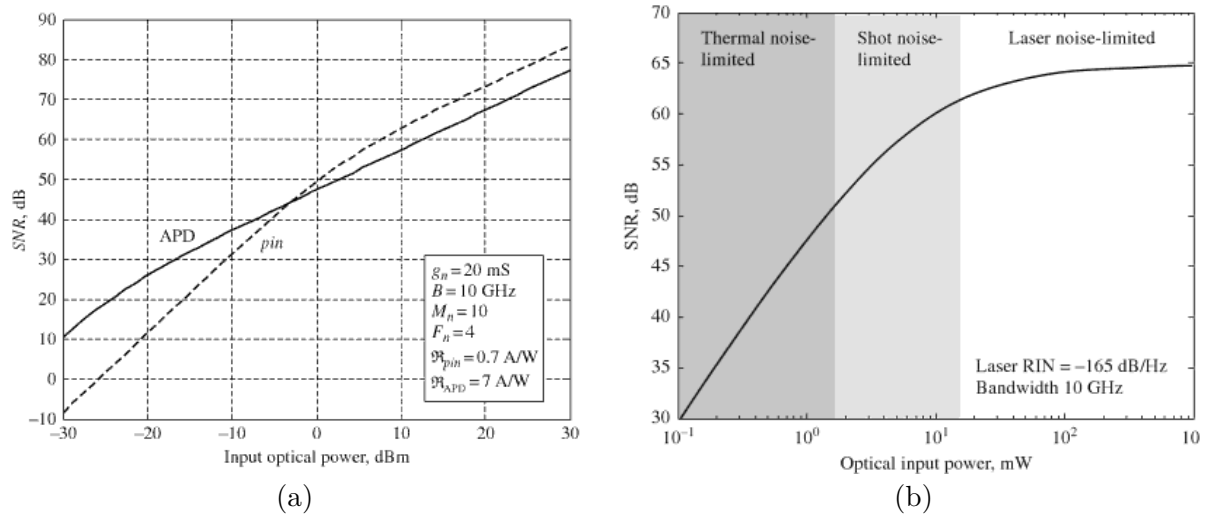 90
80
70
60
50
40
30
20
10
0
−10
SNR, dB
APD
pin
g_n = 20 mS
B = 10 GHz
M_n = 10
F_n = 4
ℜ_pin = 0.7 A/W
ℜ_APD = 7 A/W
−30 −20 −10 0 10 20 30
Input optical power, dBm
(a)
70
65
60
55
50
45
40
35
30
SNR, dB
Thermal noise-
limited
Shot noise-
limited
Laser noise-limited
Laser RIN = −165 dB/Hz
Bandwidth 10 GHz
10^−1 10^0 10^1 10^2 10
Optical input power, mW
(b)